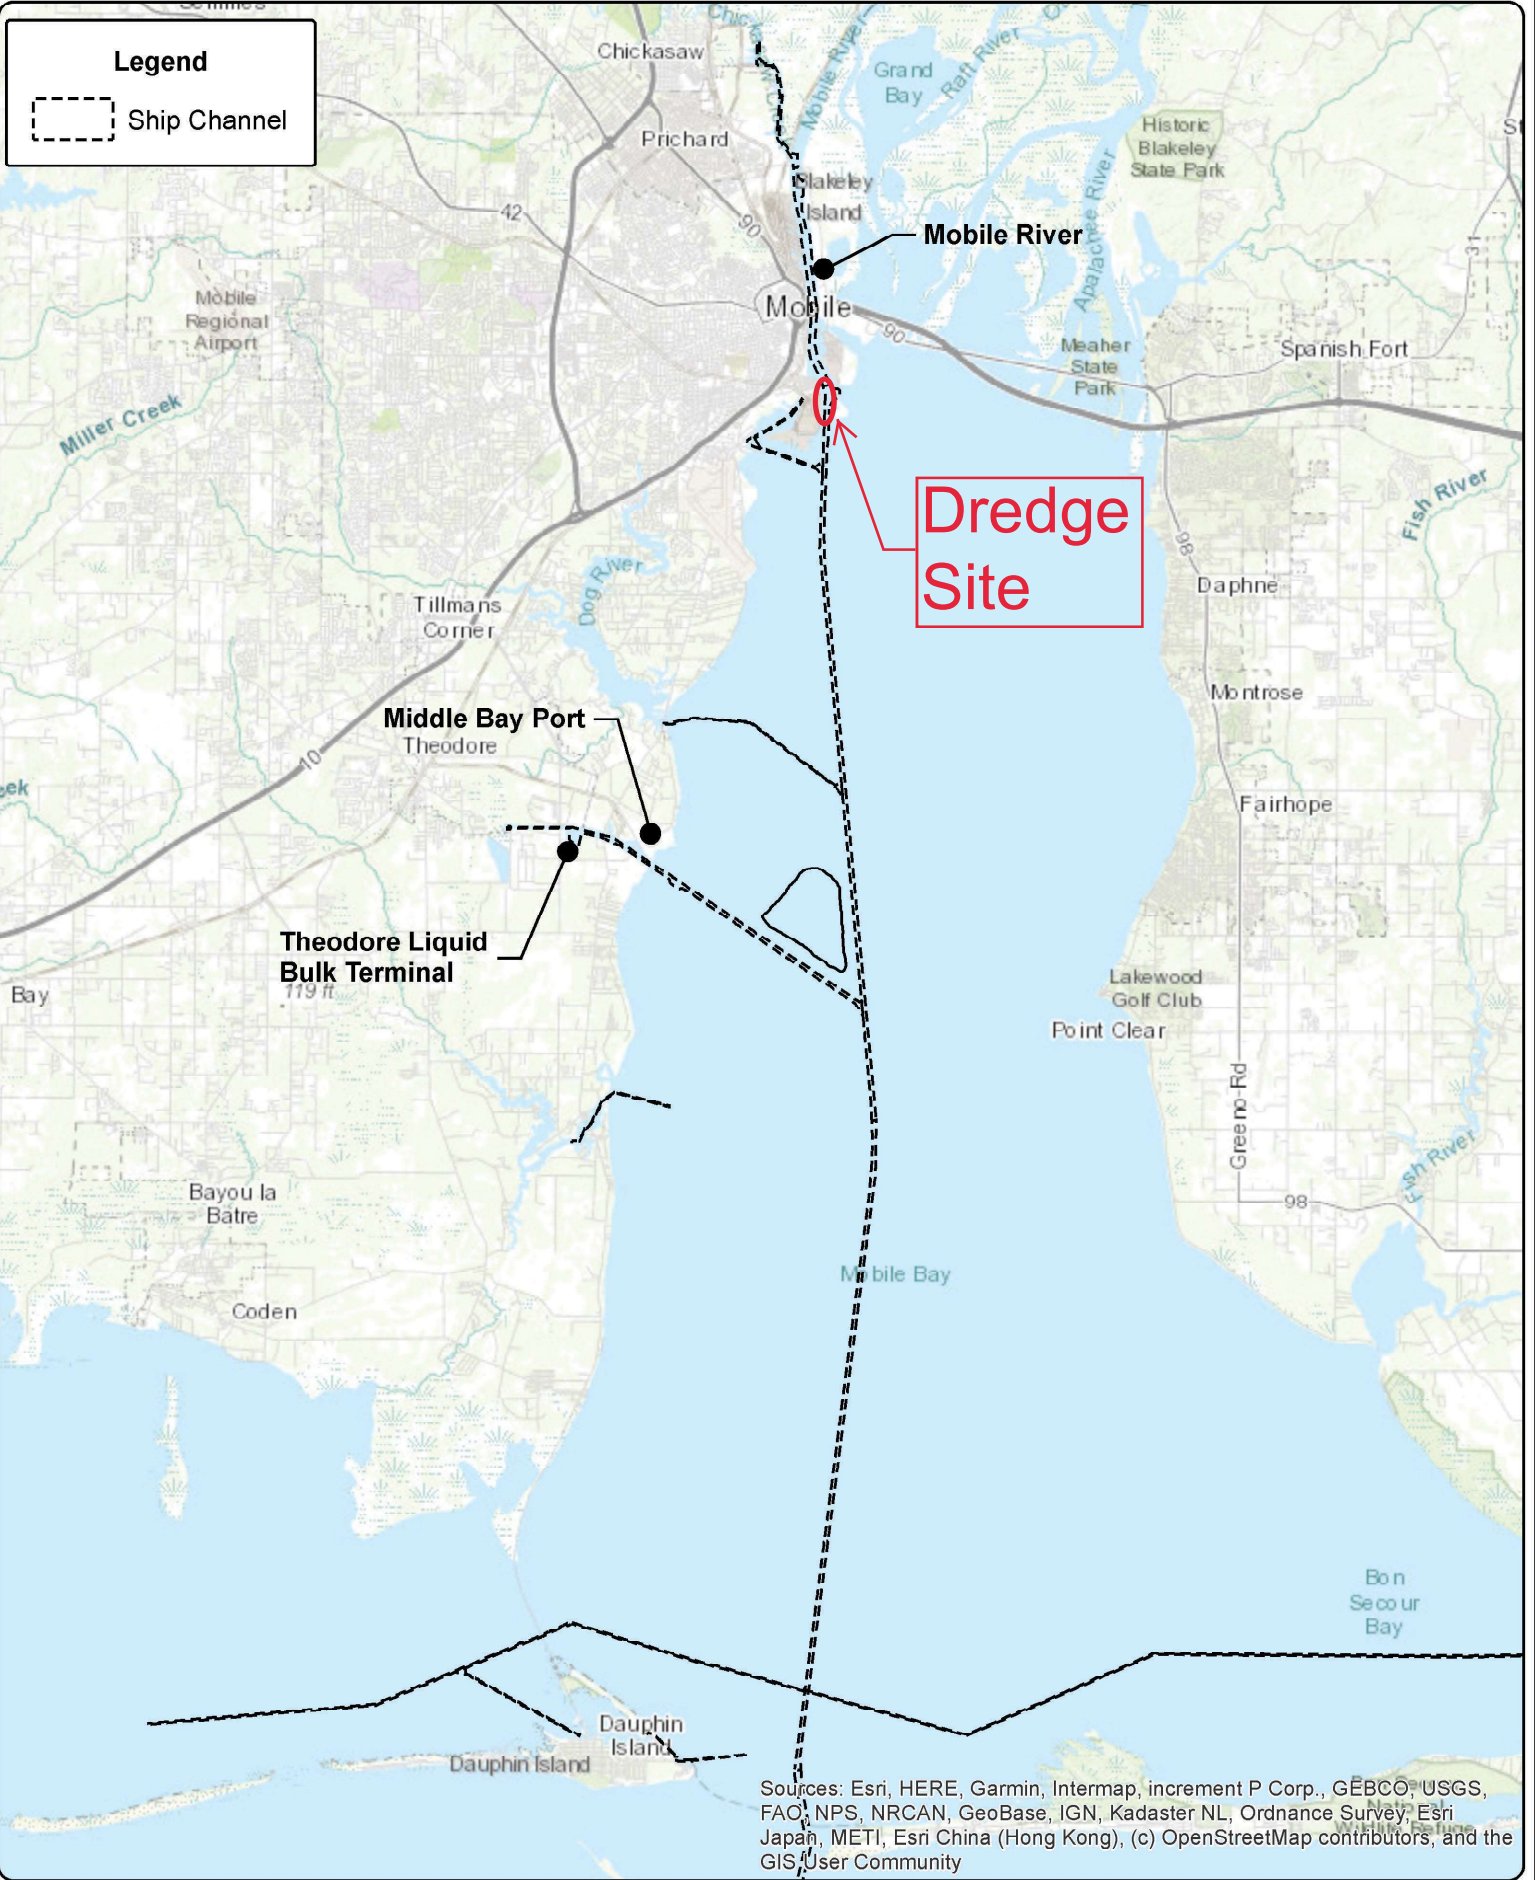 Legend
Ship Channel
Chickasaw
Mobile River
Raft River
Grand
Bay
Prichard
Historic
Blakeley
State Park
Blakeley
Island
42
90
Apalachee River
Mobile River
31
Mobile
Regional
Airport
Mobile
90
Meaher
State
Park
Spanish Fort
Miller Creek
Dredge
Site
Fish River
98
Dog River
Daphne
Tillmans
Corner
Montrose
Middle Bay Port
Theodore
10
Fairhope
Theodore Liquid
Bulk Terminal
119 ft
Bay
Lakewood
Golf Club
Point Clear
Greeno-Rd
Fish River
98
Bayou la
Batre
Mobile Bay
Coden
Bon
Secour
Bay
Dauphin
Island
Dauphin Island
Sources: Esri, HERE, Garmin, Intermap, increment P Corp., GEBCO, USGS,
FAO, NPS, NRCAN, GeoBase, IGN, Kadaster NL, Ordnance Survey, Esri
Japan, METI, Esri China (Hong Kong), (c) OpenStreetMap contributors, and the
GIS User Community